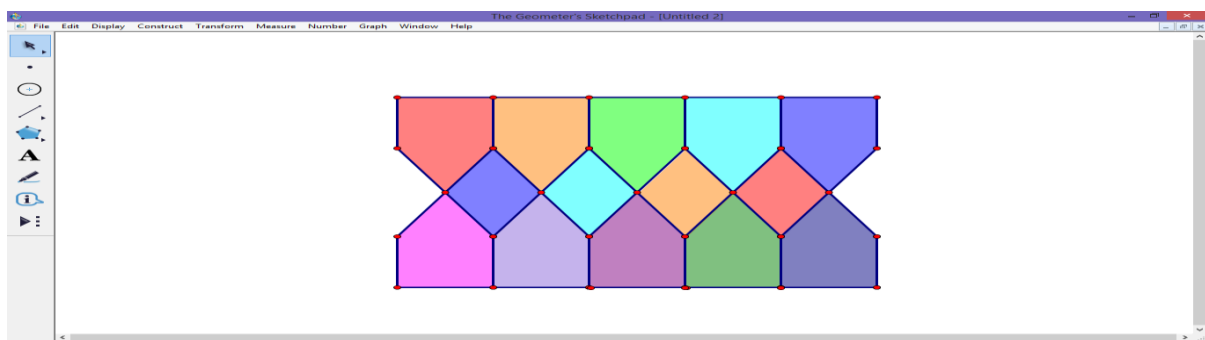 The Geometer's Sketchpad - [Untitled 2]
File Edit Display Construct Transform Measure Number Graph Window Help
A